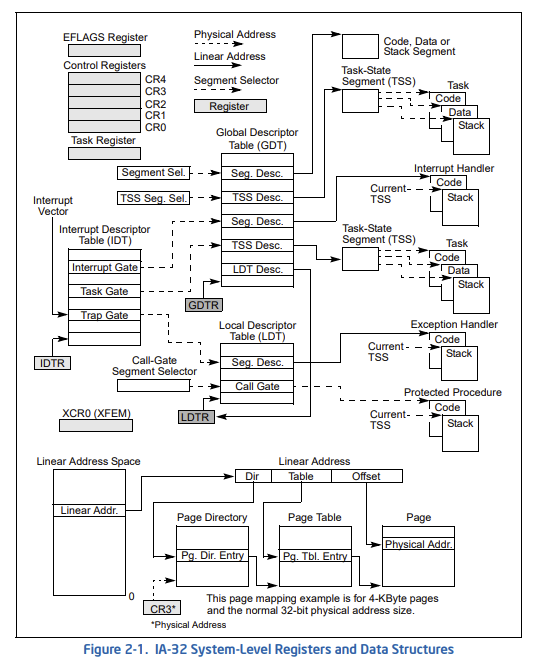 EFLAGS Register
Control Registers
CR4
CR3
CR2
CR1
CR0
Task Register
Physical Address
Linear Address
Segment Selector
Register
Global Descriptor
Table (GDT)
Code, Data or
Stack Segment
Task-State
Segment (TSS)
Task
Code
Data
Stack
Segment Sel.
Seg. Desc.
TSS Seg. Sel.
TSS Desc.
Interrupt Handler
Code
Current
TSS
Stack
Seg. Desc.
Interrupt
Vector
Interrupt Descriptor
Table (IDT)
Task-State
Segment (TSS)
Task
Code
Data
Stack
TSS Desc.
Interrupt Gate
LDT Desc.
Task Gate
GDTR
Trap Gate
Local Descriptor
Table (LDT)
Exception Handler
Code
Current
TSS
Stack
IDTR
Call-Gate
Segment Selector
Seg. Desc.
Call Gate
Protected Procedure
Code
Current
TSS
Stack
XCR0 (XFEM)
LDTR
Linear Address Space
Linear Address
Dir
Table
Offset
Linear Addr.
Page Directory
Page Table
Page
Physical Addr.
Pg. Dir. Entry
Pg. Tbl. Entry
0
CR3*
This page mapping example is for 4-KByte pages
and the normal 32-bit physical address size.
*Physical Address
Figure 2-1. IA-32 System-Level Registers and Data Structures